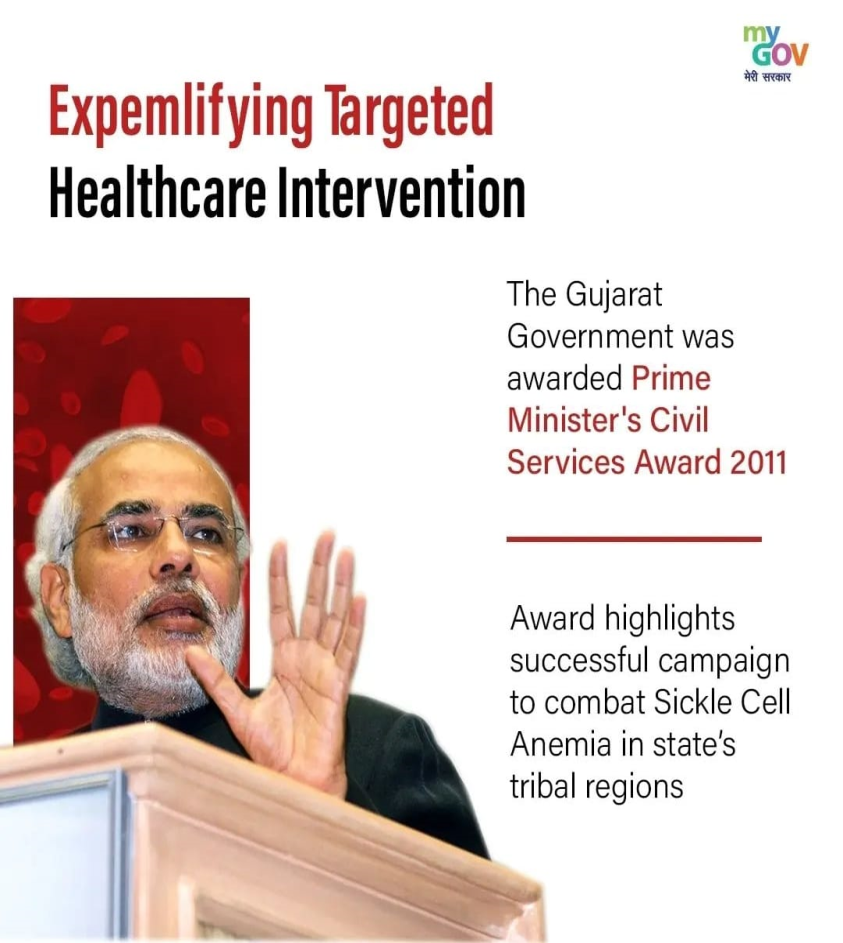 my
GOV
मेरी सरकार
Expemlifying Targeted
Healthcare Intervention
The Gujarat
Government was
awarded Prime
Minister's Civil
Services Award 2011
Award highlights
successful campaign
to combat Sickle Cell
Anemia in state's
tribal regions